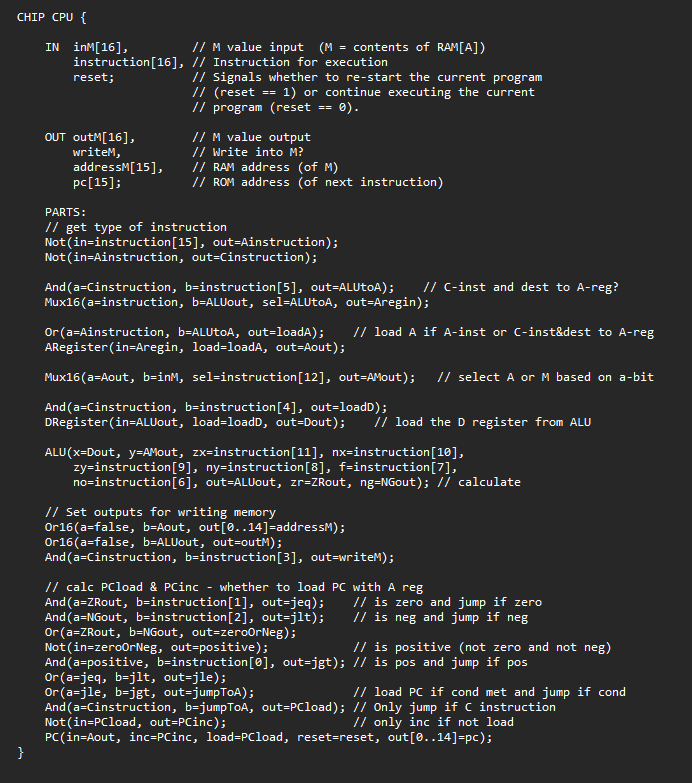 CHIP CPU {
IN  inM[16],         // M value input  (M = contents of RAM[A])
instruction[16], // Instruction for execution
reset;           // Signals whether to re-start the current program
// (reset == 1) or continue executing the current
// program (reset == 0).
OUT outM[16],        // M value output
writeM,          // Write into M?
addressM[15],    // RAM address (of M)
pc[15];          // ROM address (of next instruction)
PARTS:
// get type of instruction
Not(in=instruction[15], out=Ainstruction);
Not(in=Ainstruction, out=Cinstruction);
And(a=Cinstruction, b=instruction[5], out=ALUtoA);    // C-inst and dest to A-reg?
Mux16(a=instruction, b=ALUout, sel=ALUtoA, out=Aregin);
Or(a=Ainstruction, b=ALUtoA, out=loadA);    // load A if A-inst or C-inst&dest to A-reg
ARegister(in=Aregin, load=loadA, out=Aout);
Mux16(a=Aout, b=inM, sel=instruction[12], out=AMout);   // select A or M based on a-bit
And(a=Cinstruction, b=instruction[4], out=loadD);
DRegister(in=ALUout, load=loadD, out=Dout);    // load the D register from ALU
ALU(x=Dout, y=AMout, zx=instruction[11], nx=instruction[10],
zy=instruction[9], ny=instruction[8], f=instruction[7],
no=instruction[6], out=ALUout, zr=ZRout, ng=NGout); // calculate
// Set outputs for writing memory
Or16(a=false, b=Aout, out[0..14]=addressM);
Or16(a=false, b=ALUout, out=outM);
And(a=Cinstruction, b=instruction[3], out=writeM);
// calc PCload & PCinc - whether to load PC with A reg
And(a=ZRout, b=instruction[1], out=jeq);    // is zero and jump if zero
And(a=NGout, b=instruction[2], out=jlt);    // is neg and jump if neg
Or(a=ZRout, b=NGout, out=zeroOrNeg);
Not(in=zeroOrNeg, out=positive);            // is positive (not zero and not neg)
And(a=positive, b=instruction[0], out=jgt); // is pos and jump if pos
Or(a=jeq, b=jlt, out=jle);
Or(a=jle, b=jgt, out=jumpToA);              // load PC if cond met and jump if cond
And(a=Cinstruction, b=jumpToA, out=PCload); // Only jump if C instruction
Not(in=PCload, out=PCinc);                  // only inc if not load
PC(in=Aout, inc=PCinc, load=PCload, reset=reset, out[0..14]=pc);
}